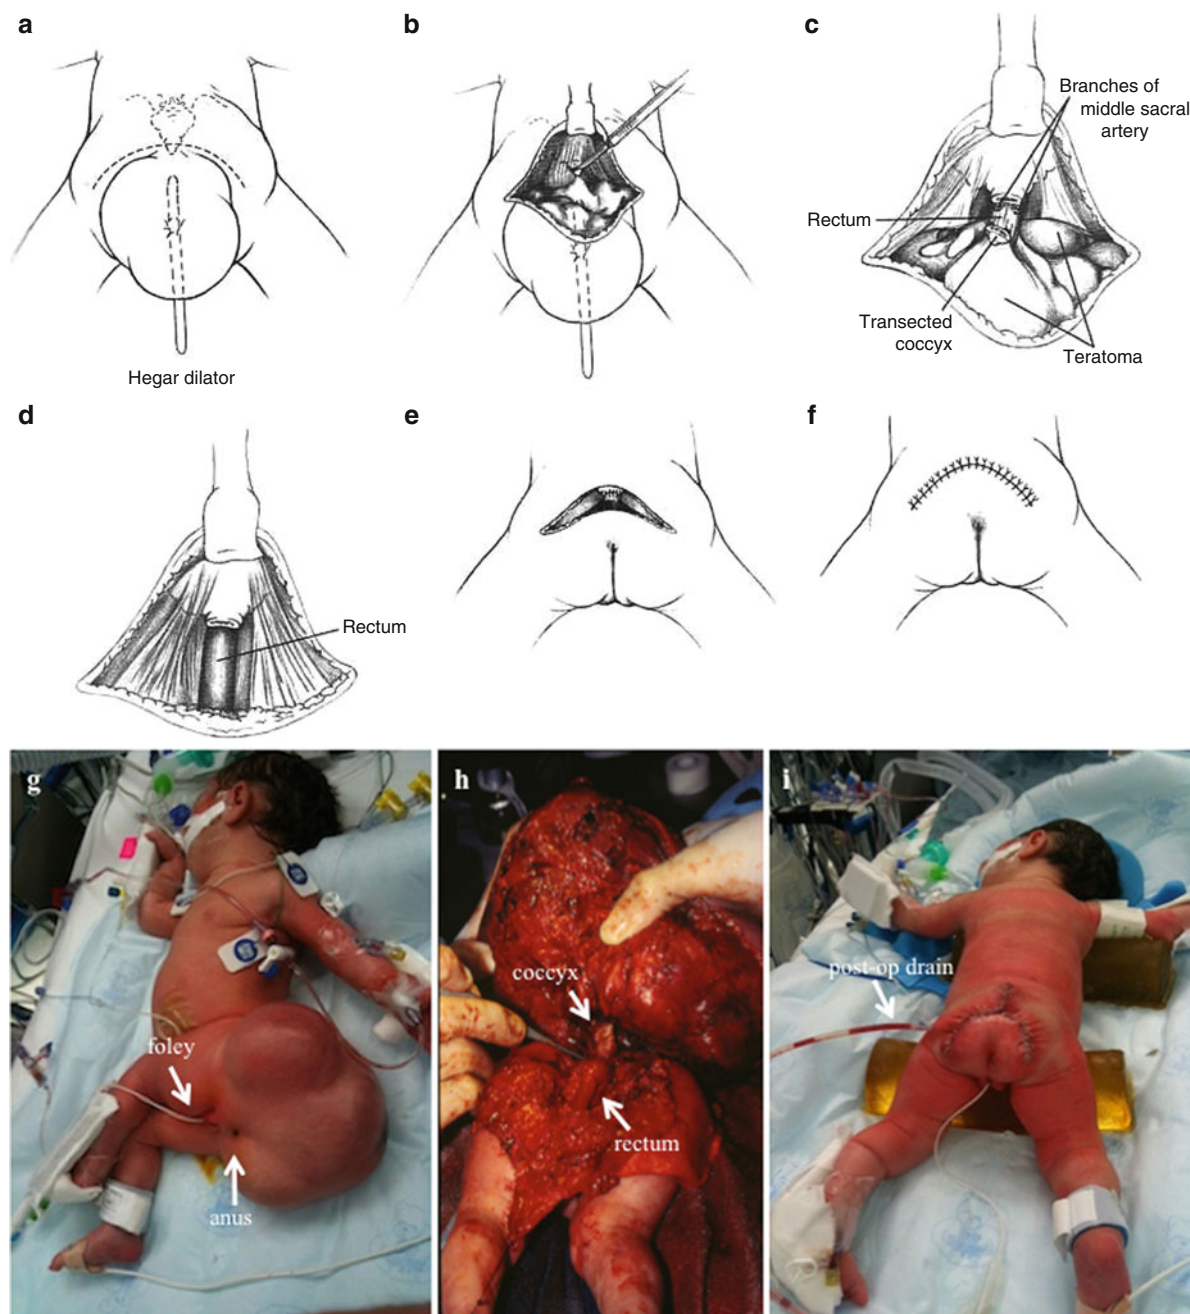 a
b
c
Branches of
middle sacral
artery
Rectum
Transected
coccyx
Teratoma
Hegar dilator
d
e
f
Rectum
g
foley
anus
h
coccyx
rectum
i
post-op drain